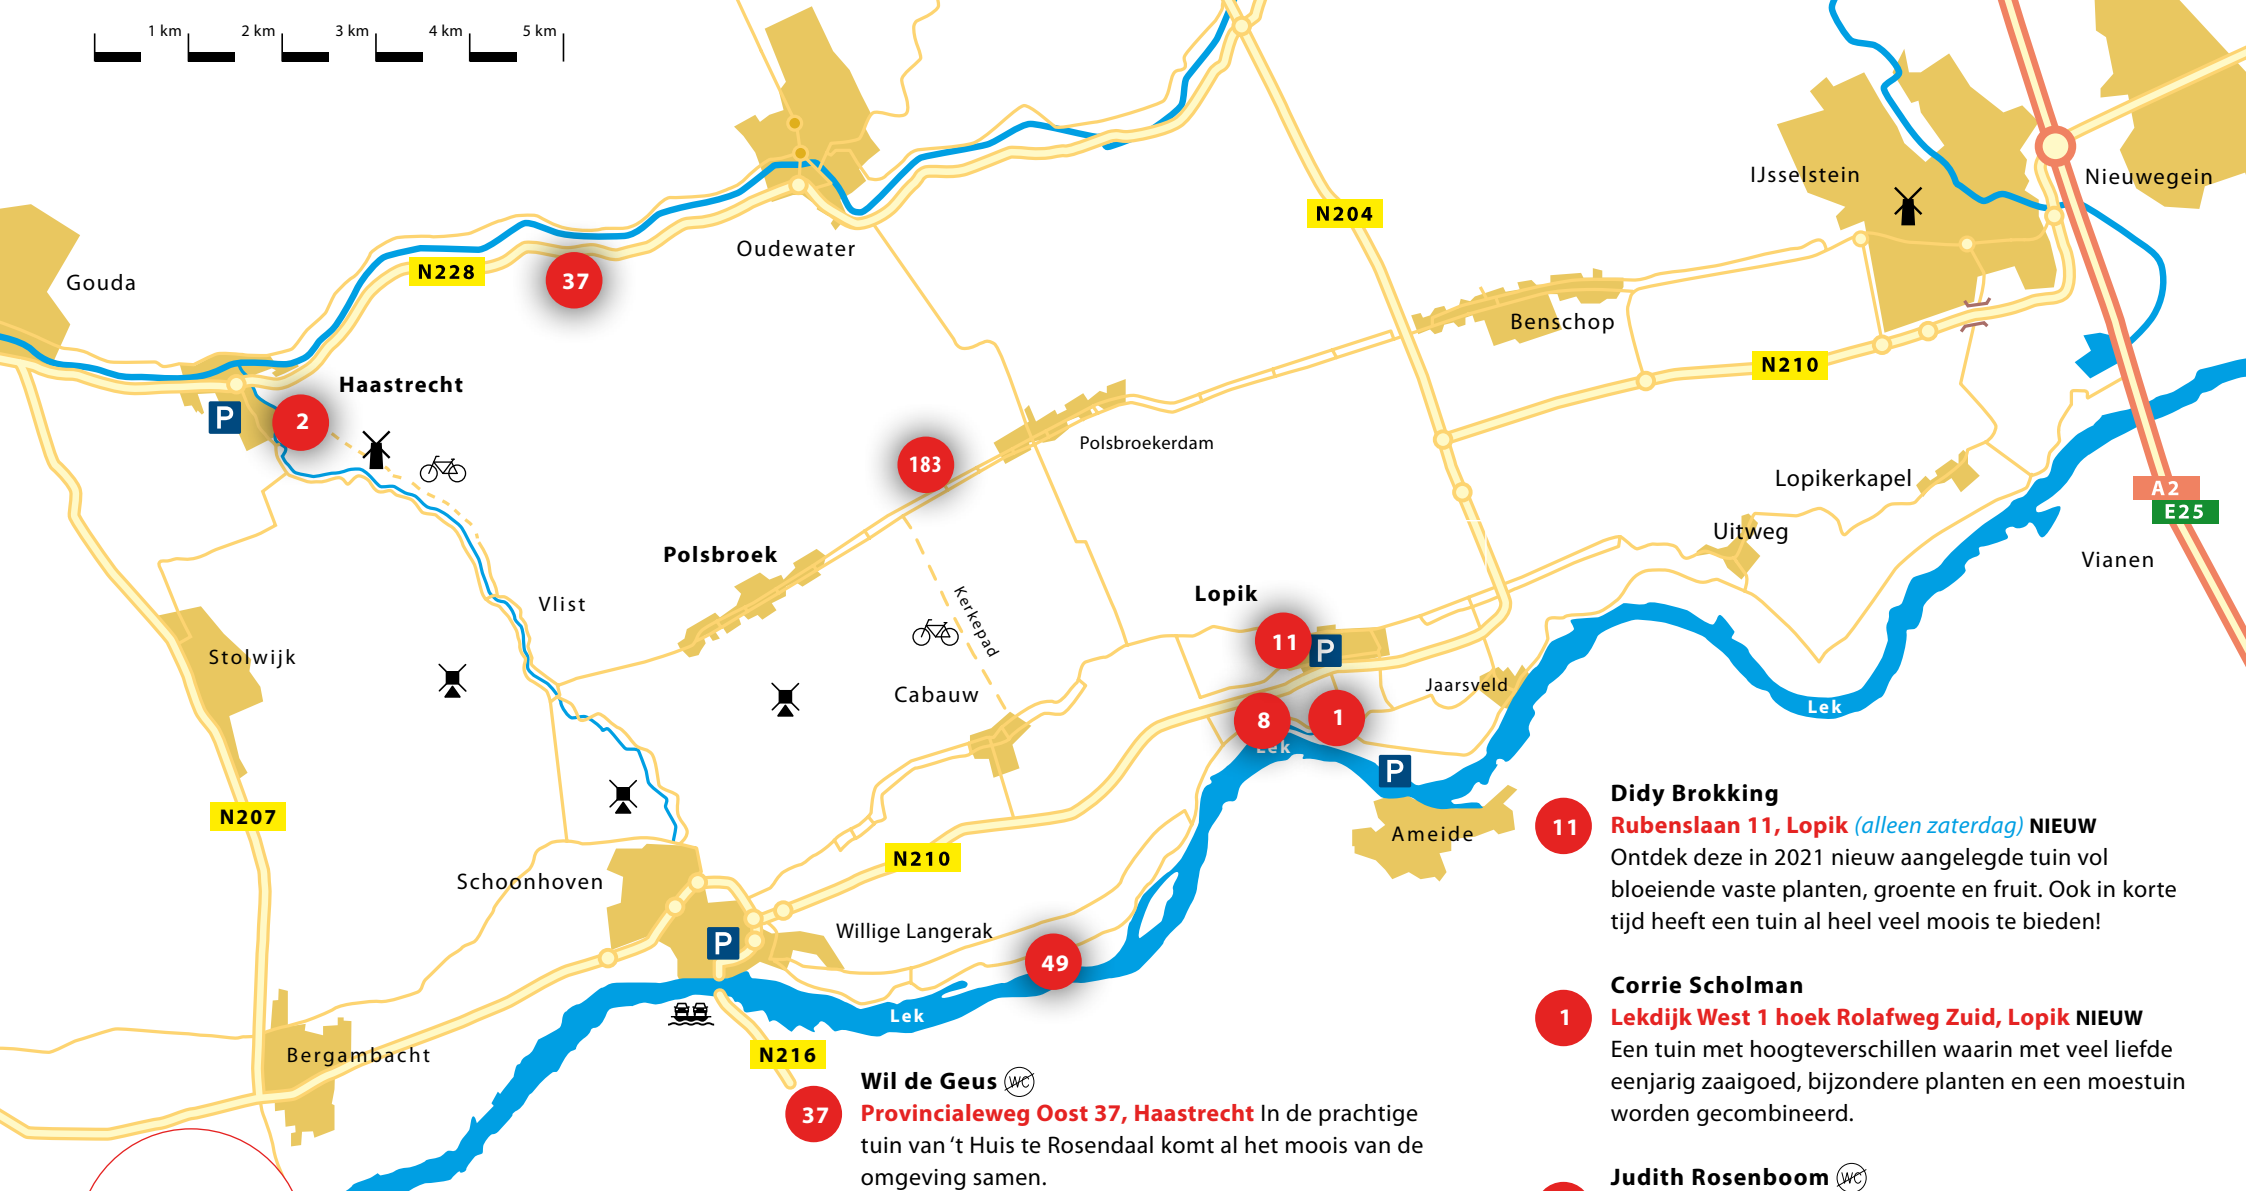 1 km 2 km 3 km 4 km 5 km
IJsselstein
Nieuwegein
N204
Oudewater
N228
37
Gouda
Benschop
N210
Haastrecht
P
2
Polsbroekerdam
183
Lopikerkapel
A2
E25
Uitweg
Vianen
Polsbroek
Kerkepad
Lopik
Vlist
11
P
Stolwijk
Cabauw
Jaarsveld
8
1
Lek
Lek
P
N207
Ameide
N210
Schoonhoven
P
Willige Langerak
49
Lek
Bergambacht
N216
37
Wil de Geus WC
Provincialeweg Oost 37, Haastrecht In de prachtige
tuin van ‘t Huis te Rosendaal komt al het moois van de
omgeving samen.
11
Didy Brokking
Rubenslaan 11, Lopik (alleen zaterdag) NIEUW
Ontdek deze in 2021 nieuw aangelegde tuin vol
bloeiende vaste planten, groente en fruit. Ook in korte
tijd heeft een tuin al heel veel moois te bieden!
1
Corrie Scholman
Lekdijk West 1 hoek Rolafweg Zuid, Lopik NIEUW
Een tuin met hoogteverschillen waarin met veel liefde
eenjarig zaaigoed, bijzondere planten en een moestuin
worden gecombineerd.
Judith Rosenboom WC